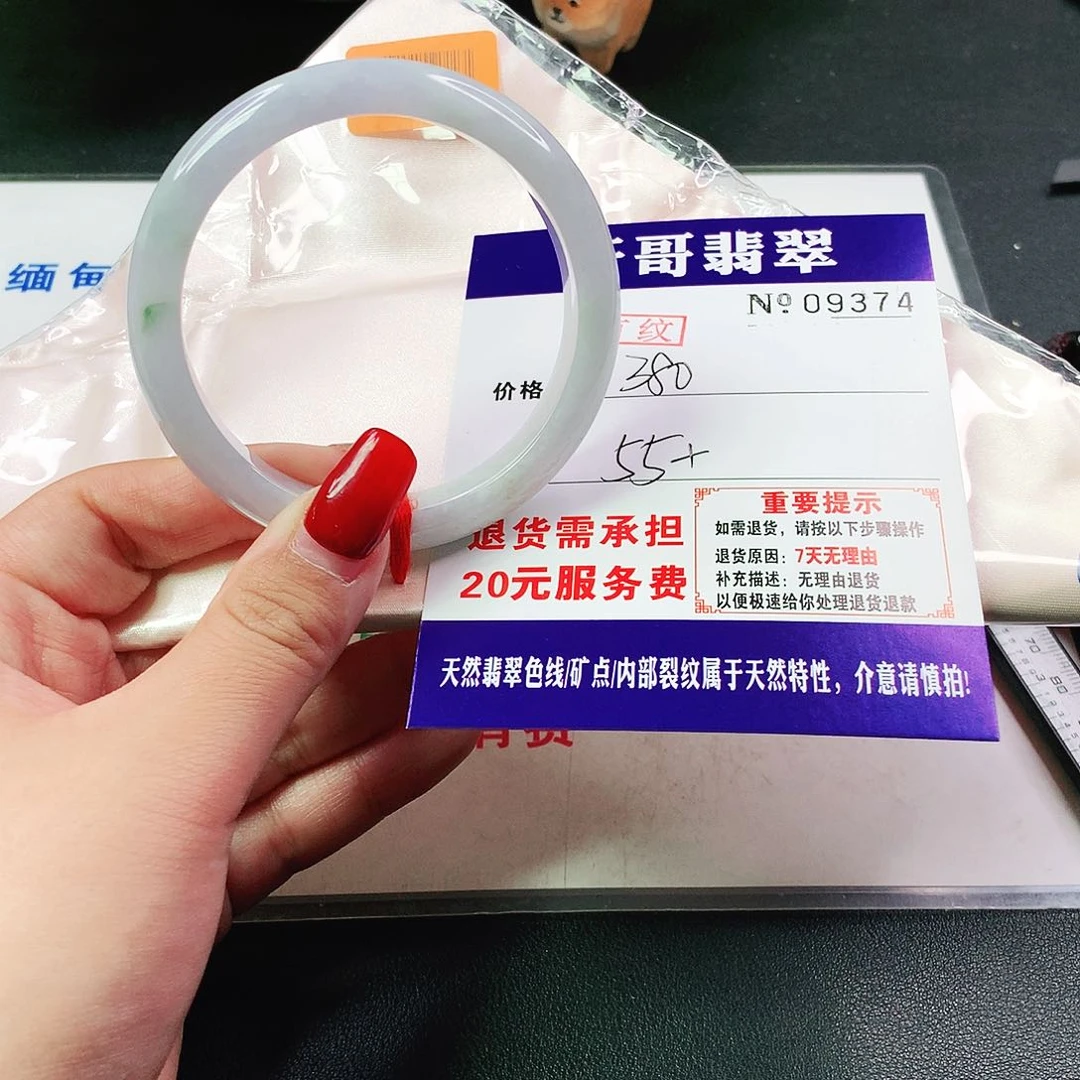 缅甸
哥翡翠
Nº 09374
纹
价格 380
55+
退货需承担
20元服务费
重要提示
如需退货，请按以下步骤操作
退货原因：7天无理由
补充描述：无理由退货
以便极速给你处理退货退款
天然翡翠色线/矿点/内部裂纹属于天然特性，介意请慎拍!
70
80